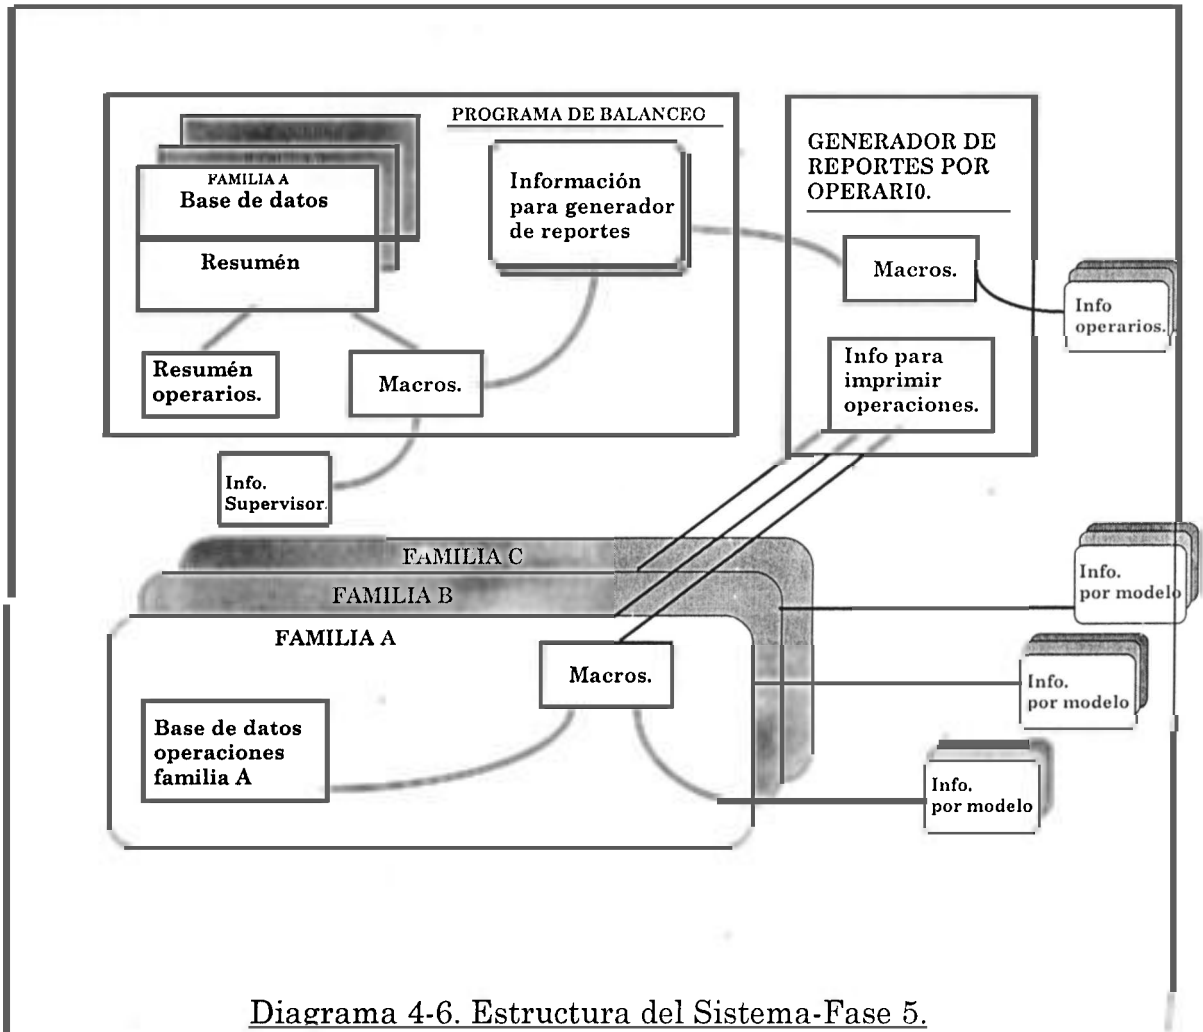 PROGRAMA DE BALANCEO
FAMILIA A
Base de datos
Resumén
Información
para generador
de reportes
Resumén
operarios.
Macros.
Info.
Supervisor.
GENERADOR DE
REPORTES POR
OPERARIO.
Macros.
Info
operarios.
Info para
imprimir
operaciones.
FAMILIA C
FAMILIA B
FAMILIA A
Macros.
Base de datos
operaciones
familia A
Info.
por modelo
Info.
por modelo
Info.
por modelo
Diagrama 4-6. Estructura del Sistema-Fase 5.